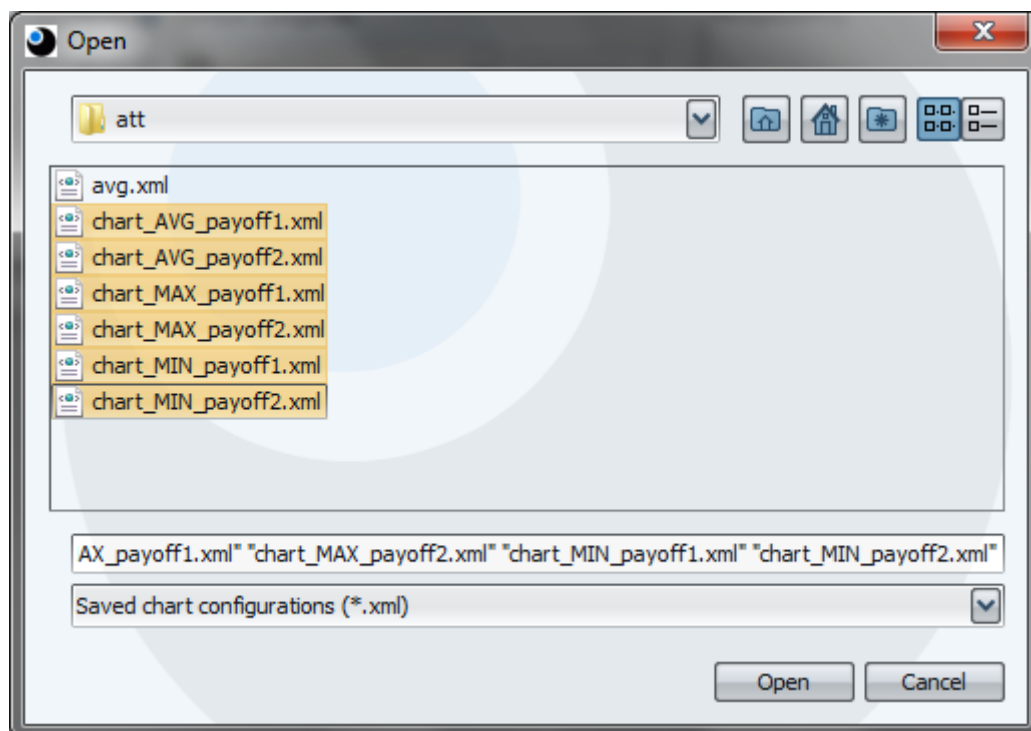 Open
att
avg.xml
chart_AVG_payoff1.xml
chart_AVG_payoff2.xml
chart_MAX_payoff1.xml
chart_MAX_payoff2.xml
chart_MIN_payoff1.xml
chart_MIN_payoff2.xml
AX_payoff1.xml" "chart_MAX_payoff2.xml" "chart_MIN_payoff1.xml" "chart_MIN_payoff2.xml"
Saved chart configurations (*.xml)
Open Cancel